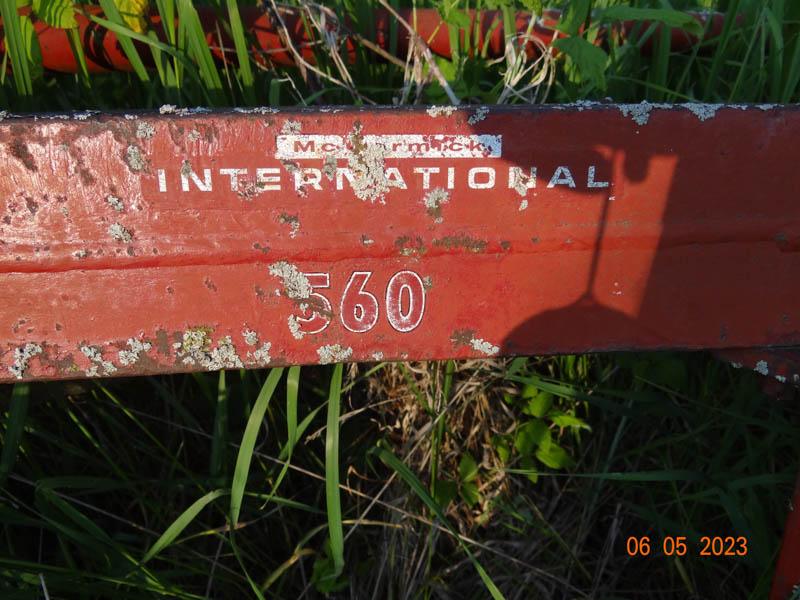 McCormick
INTERNATIONAL
560
06 05 2023